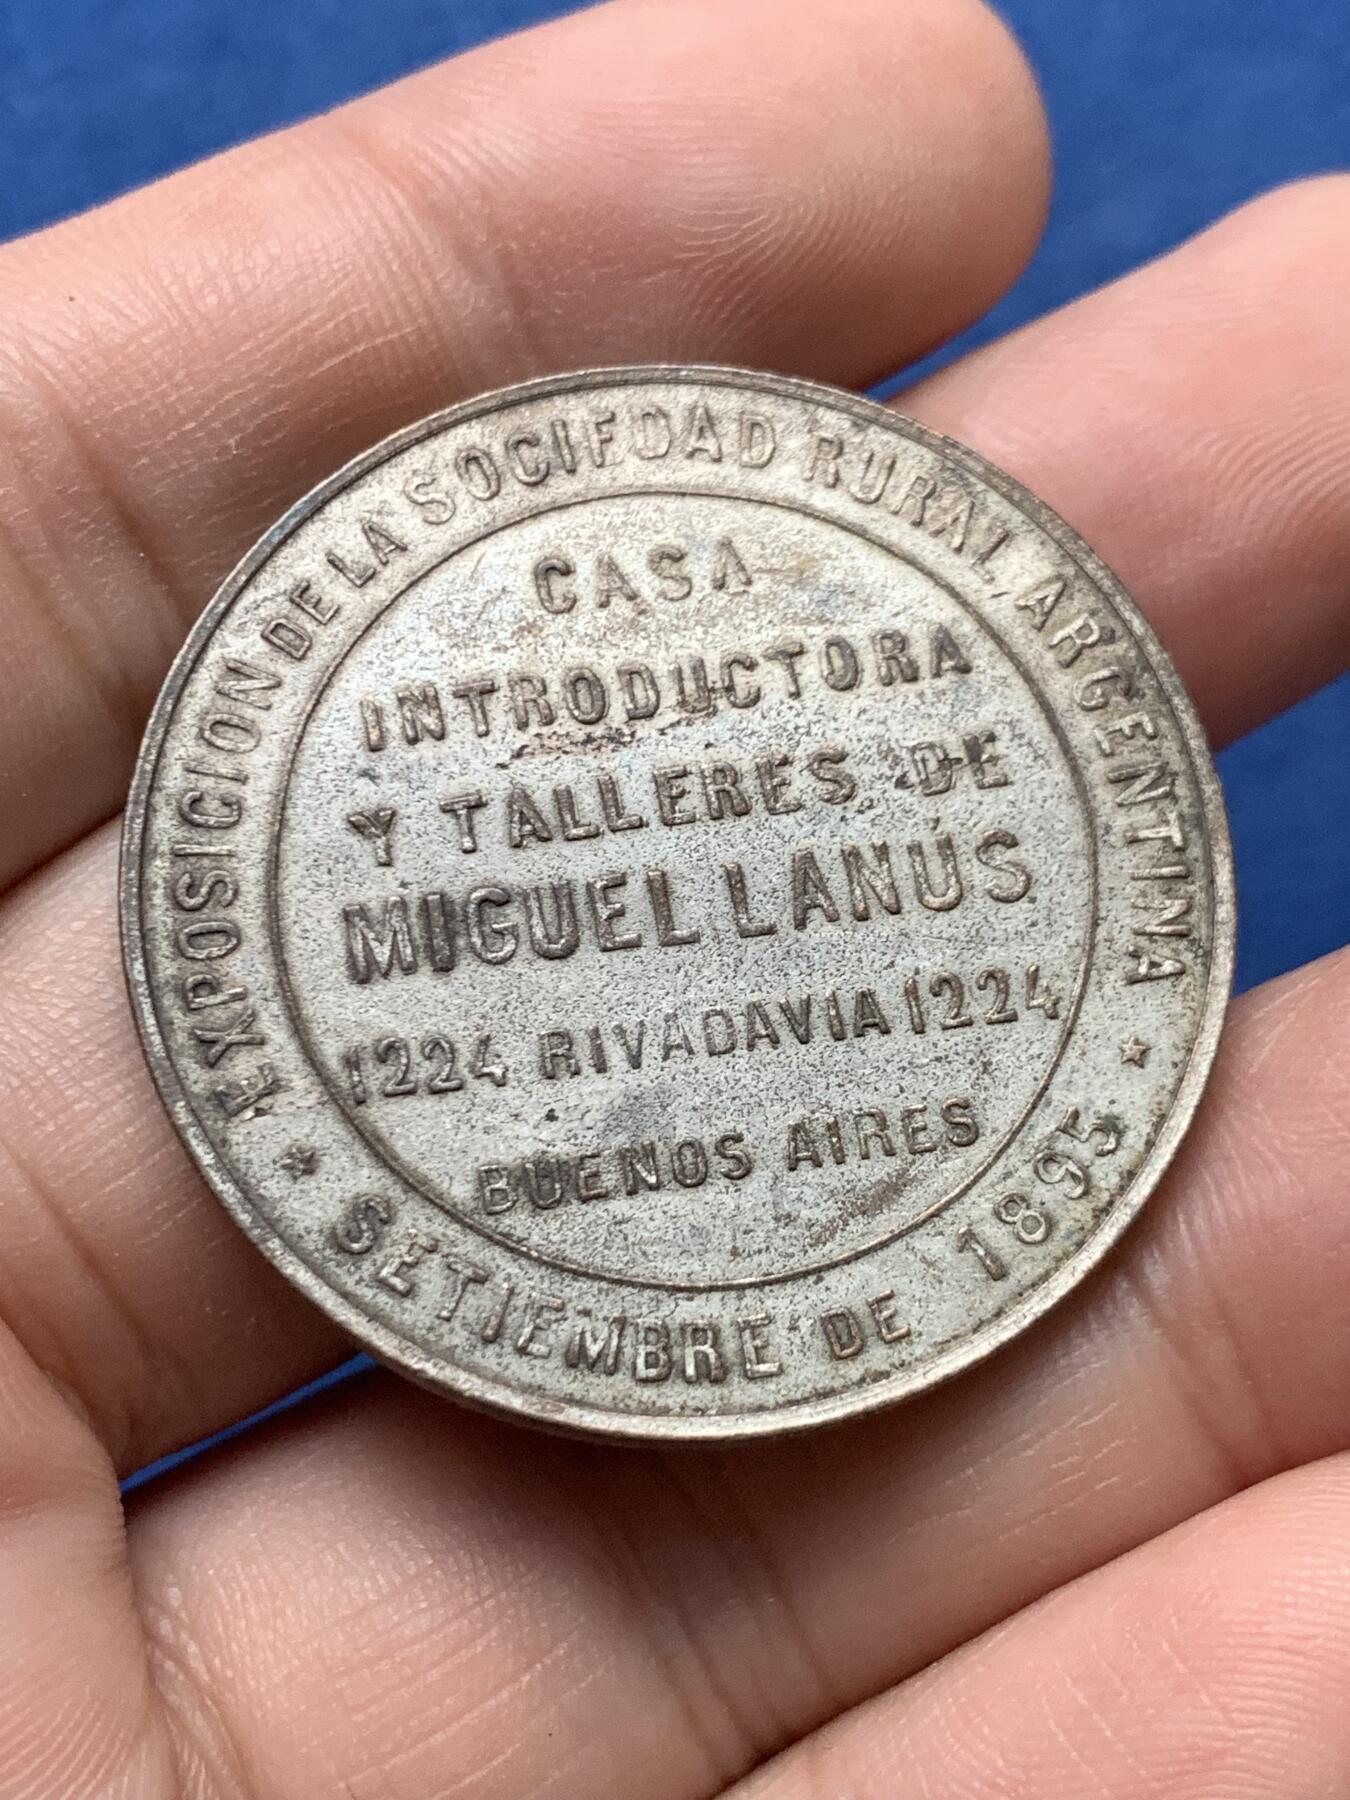 EXPOSICION DE LA SOCIEDAD RURAL ARGENTINA
CASA
INTRODUCTORA
Y TALLERES DE
MIGUEL LANÚS
1224 RIVADAVIA 1224
BUENOS AIRES
SETIEMBRE DE 1895